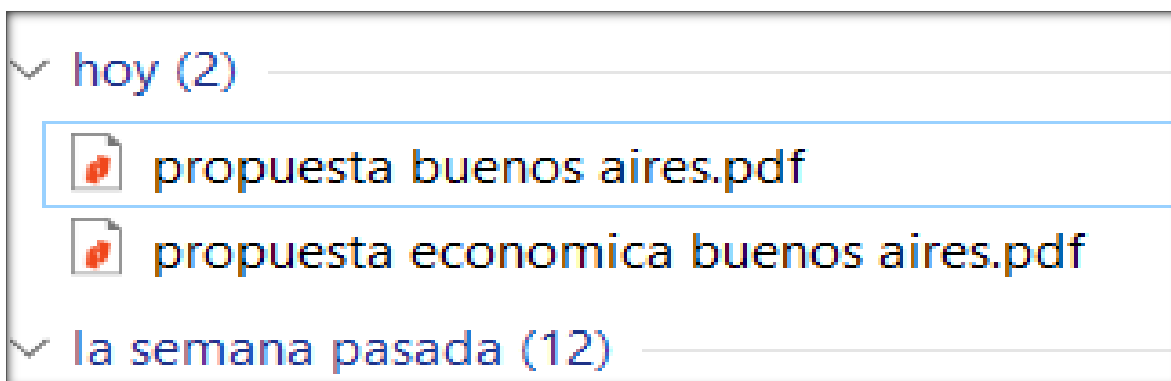 hoy (2)
propuesta buenos aires.pdf
propuesta economica buenos aires.pdf
la semana pasada (12)